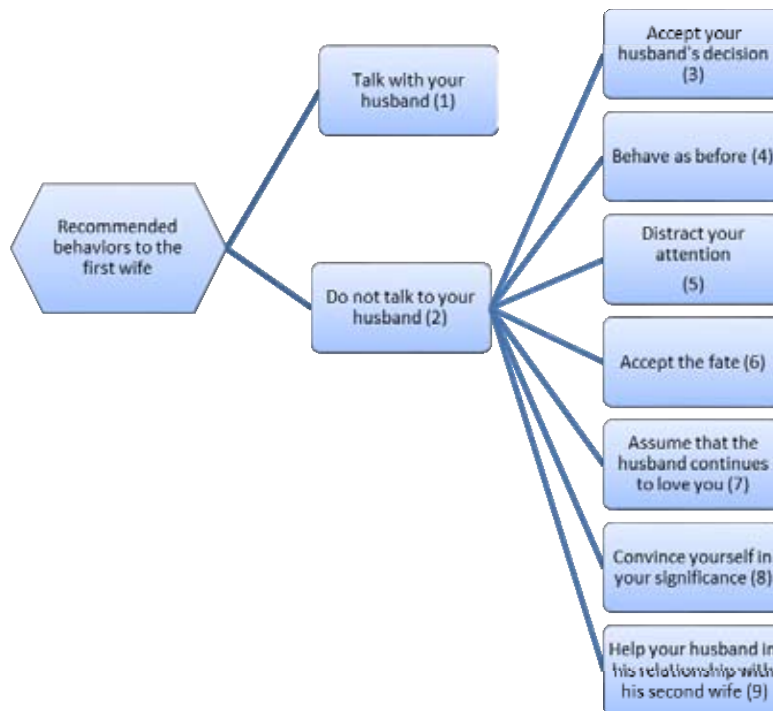 Recommended
behaviors to the
first wife
Talk with your
husband (1)
Do not talk to your
husband (2)
Accept your
husband's decision
(3)
Behave as before (4)
Distract your
attention
(5)
Accept the fate (6)
Assume that the
husband continues
to love you (7)
Convince yourself in
your significance (8)
Help your husband in
his relationship with
his second wife (9)